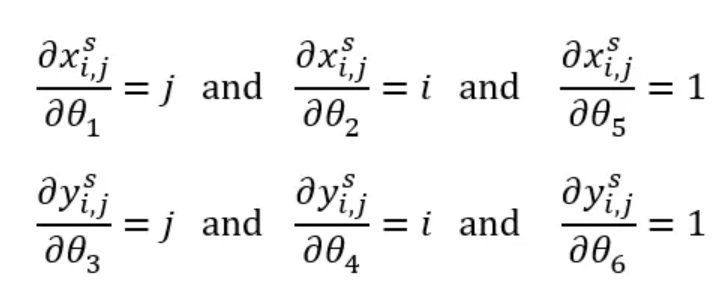 ∂x^s_{i,j}/∂θ_1 = j and ∂x^s_{i,j}/∂θ_2 = i and ∂x^s_{i,j}/∂θ_5 = 1
∂y^s_{i,j}/∂θ_3 = j and ∂y^s_{i,j}/∂θ_4 = i and ∂y^s_{i,j}/∂θ_6 = 1